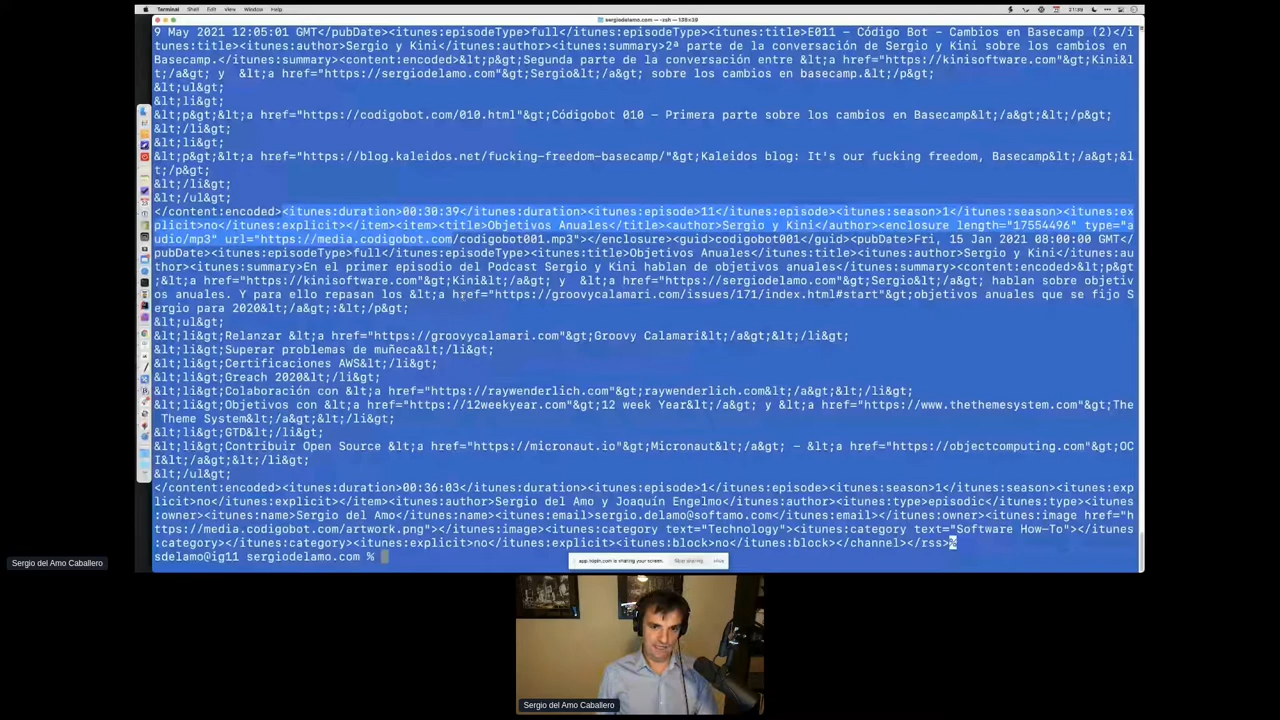 Terminal Shell Edit View Window Help
sergiodelamo.com — -zsh — 138×39
9 May 2021 12:05:01 GMT</pubDate><itunes:episodeType>full</itunes:episodeType><itunes:title>E011 – Código Bot – Cambios en Basecamp (2)</i
tunes:title><itunes:author>Sergio y Kini</itunes:author><itunes:summary>2ª parte de la conversación de Sergio y Kini sobre los cambios en
Basecamp.</itunes:summary><content:encoded>&lt;p&gt;Segunda parte de la conversación entre &lt;a href="https://kinisoftware.com"&gt;Kini&l
t;/a&gt; y  &lt;a href="https://sergiodelamo.com"&gt;Sergio&lt;/a&gt; sobre los cambios en basecamp.&lt;/p&gt;
&lt;ul&gt;
&lt;li&gt;
&lt;p&gt;&lt;a href="https://codigobot.com/010.html"&gt;Códigobot 010 – Primera parte sobre los cambios en Basecamp&lt;/a&gt;&lt;/p&gt;
&lt;/li&gt;
&lt;li&gt;
&lt;p&gt;&lt;a href="https://blog.kaleidos.net/fucking-freedom-basecamp/"&gt;Kaleidos blog: It's our fucking freedom, Basecamp&lt;/a&gt;&l
t;/p&gt;
&lt;/li&gt;
&lt;/ul&gt;
</content:encoded><itunes:duration>00:30:39</itunes:duration><itunes:episode>11</itunes:episode><itunes:season>1</itunes:season><itunes:ex
plicit>no</itunes:explicit></item><item><title>Objetivos Anuales</title><author>Sergio y Kini</author><enclosure length="17554496" type="a
udio/mp3" url="https://media.codigobot.com/codigobot001.mp3"></enclosure><guid>codigobot001</guid><pubDate>Fri, 15 Jan 2021 08:00:00 GMT</
pubDate><itunes:episodeType>full</itunes:episodeType><itunes:title>Objetivos Anuales</itunes:title><itunes:author>Sergio y Kini</itunes:au
thor><itunes:summary>En el primer episodio del Podcast Sergio y Kini hablan de objetivos anuales</itunes:summary><content:encoded>&lt;p&gt
;&lt;a href="https://kinisoftware.com"&gt;Kini&lt;/a&gt; y  &lt;a href="https://sergiodelamo.com"&gt;Sergio&lt;/a&gt; hablan sobre objetiv
os anuales. Y para ello repasan los &lt;a href="https://groovycalamari.com/issues/171/index.html#start"&gt;objetivos anuales que se fijo S
ergio para 2020&lt;/a&gt;:&lt;/p&gt;
&lt;ul&gt;
&lt;li&gt;Relanzar &lt;a href="https://groovycalamari.com"&gt;Groovy Calamari&lt;/a&gt;&lt;/li&gt;
&lt;li&gt;Superar problemas de muñeca&lt;/li&gt;
&lt;li&gt;Certificaciones AWS&lt;/li&gt;
&lt;li&gt;Greach 2020&lt;/li&gt;
&lt;li&gt;Colaboración con &lt;a href="https://raywenderlich.com"&gt;raywenderlich.com&lt;/a&gt;&lt;/li&gt;
&lt;li&gt;Objetivos con &lt;a href="https://12weekyear.com"&gt;12 week Year&lt;/a&gt; y &lt;a href="https://www.thethemesystem.com"&gt;The
Theme System&lt;/a&gt;&lt;/li&gt;
&lt;li&gt;GTD&lt;/li&gt;
&lt;li&gt;Contribuir Open Source &lt;a href="https://micronaut.io"&gt;Micronaut&lt;/a&gt; – &lt;a href="https://objectcomputing.com"&gt;OC
I&lt;/a&gt;&lt;/li&gt;
&lt;/ul&gt;
</content:encoded><itunes:duration>00:36:03</itunes:duration><itunes:episode>1</itunes:episode><itunes:season>1</itunes:season><itunes:exp
licit>no</itunes:explicit></item><itunes:author>Sergio del Amo y Joaquín Engelmo</itunes:author><itunes:type>episodic</itunes:type><itunes
:owner><itunes:name>Sergio del Amo</itunes:name><itunes:email>sergio.delamo@softamo.com</itunes:email></itunes:owner><itunes:image href="h
ttps://media.codigobot.com/artwork.png"></itunes:image><itunes:category text="Technology"><itunes:category text="Software How-To"></itunes
:category></itunes:category><itunes:explicit>no</itunes:explicit><itunes:block>no</itunes:block></channel></rss>%
sdelamo@ig11 sergiodelamo.com %
app.hopin.com is sharing your screen. Stop sharing Hide
Sergio del Amo Caballero
Sergio del Amo Caballero